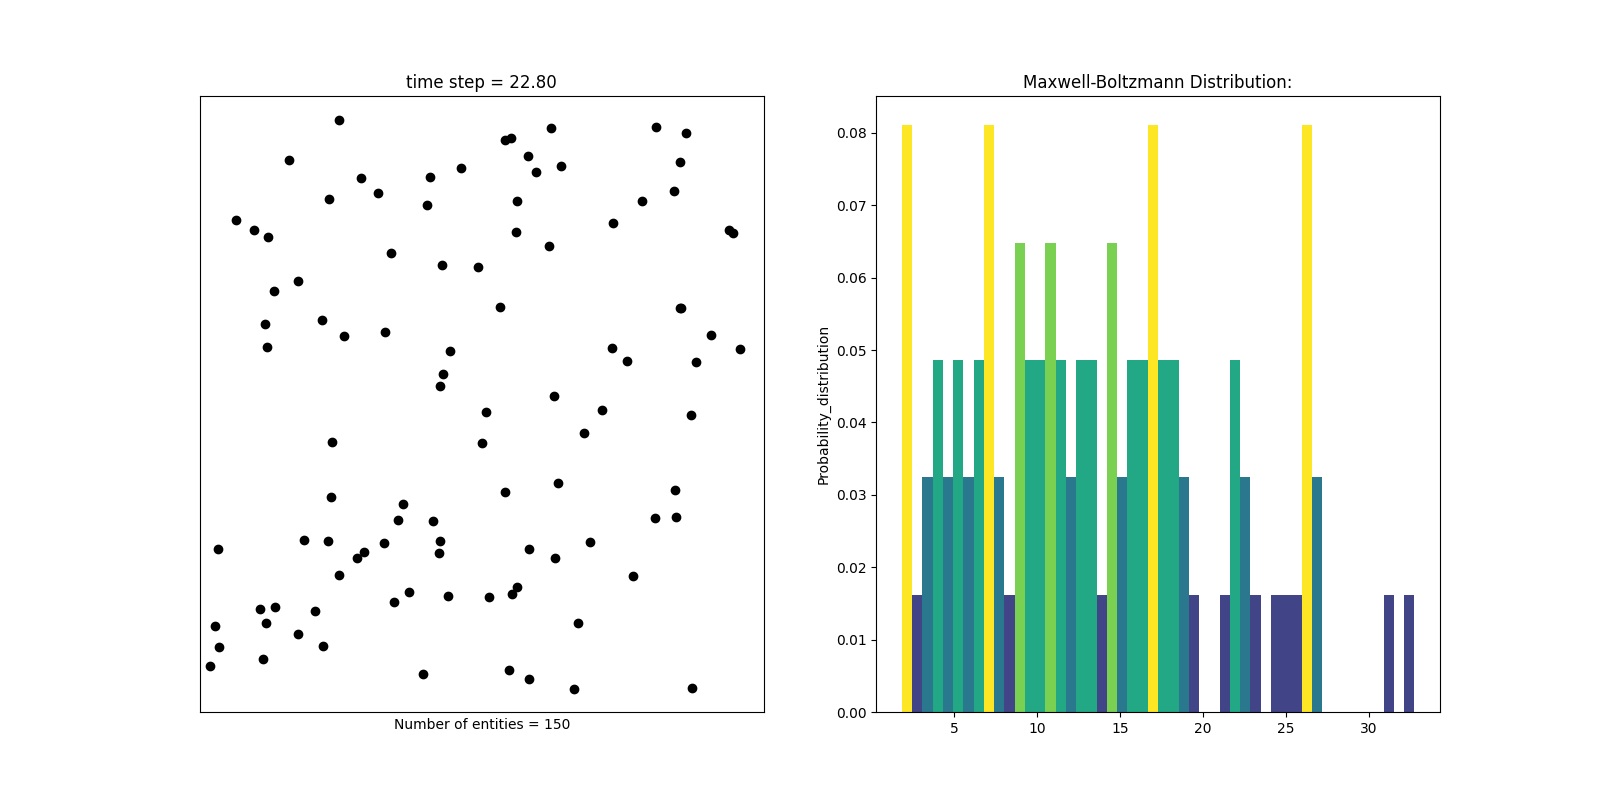 time step = 22.80
Number of entities = 150
Maxwell-Boltzmann Distribution:
Probability_distribution
0.08
0.07
0.06
0.05
0.04
0.03
0.02
0.01
0.00
5 10 15 20 25 30